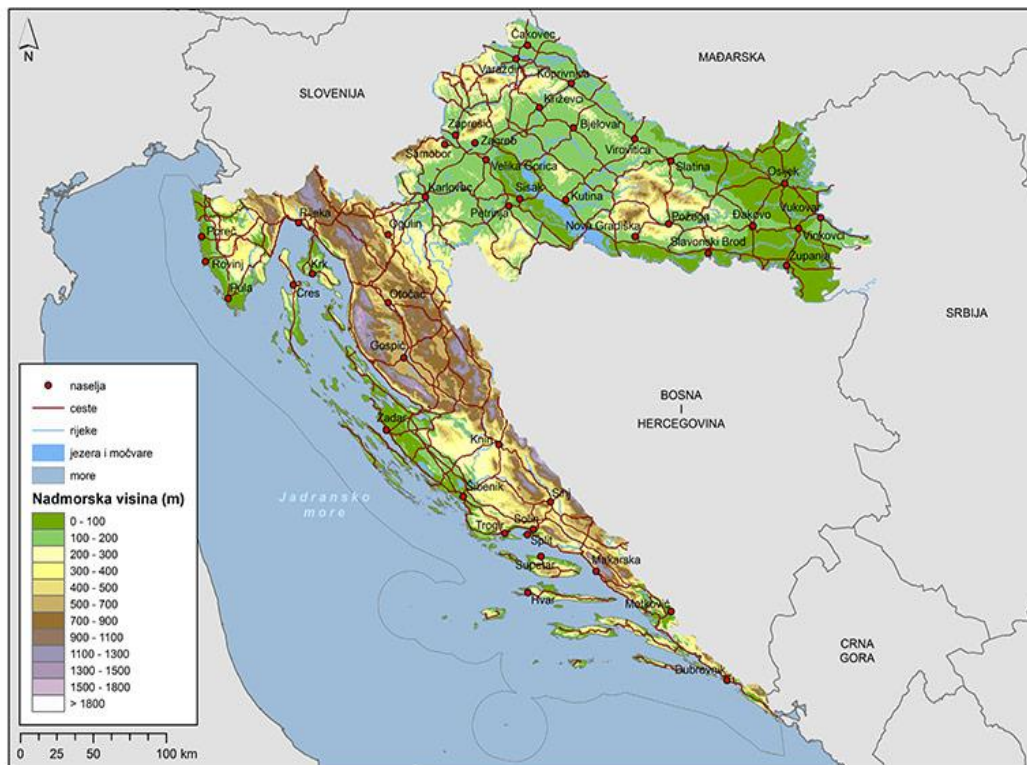 N
SLOVENIJA
MAĐARSKA
SRBIJA
BOSNA
I
HERCEGOVINA
CRNA
GORA
Jadransko
more
Čakovec
Varaždin
Koprivnica
Križevci
Zaprešić
Zagreb
Bjelovar
Samobor
Virovitica
Velika Gorica
Slatina
Osijek
Karlovac
Sisak
Kutina
Petrinja
Vukovar
Đakovo
Požega
Nova Gradiška
Vinkovci
Slavonski Brod
Županja
Rijeka
Ogulin
Poreč
Rovinj
Krk
Pula
Cres
Otočac
Gospić
Zadar
Knin
Šibenik
Sinj
Trogir
Solin
Split
Supetar
Makarska
Hvar
Metković
Dubrovnik
naselja
ceste
rijeke
jezera i močvare
more
Nadmorska visina (m)
0 - 100
100 - 200
200 - 300
300 - 400
400 - 500
500 - 700
700 - 900
900 - 1100
1100 - 1300
1300 - 1500
1500 - 1800
> 1800
0 25 50 100 km